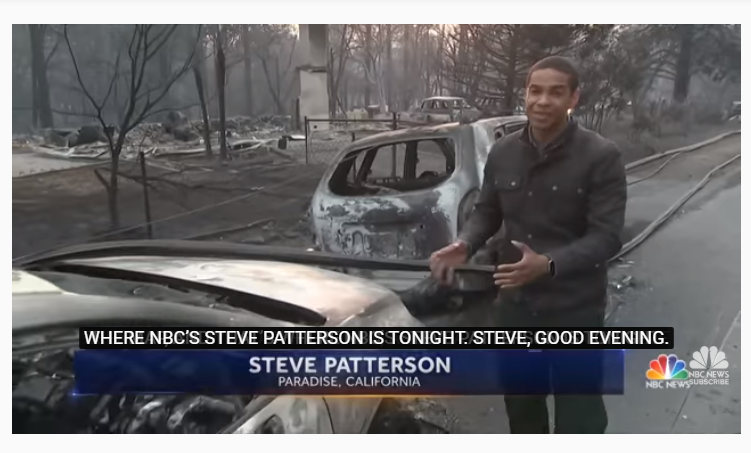 WHERE NBC'S STEVE PATTERSON IS TONIGHT. STEVE, GOOD EVENING.
STEVE PATTERSON
PARADISE, CALIFORNIA
NBC NEWS
NBC NEWS
SUBSCRIBE